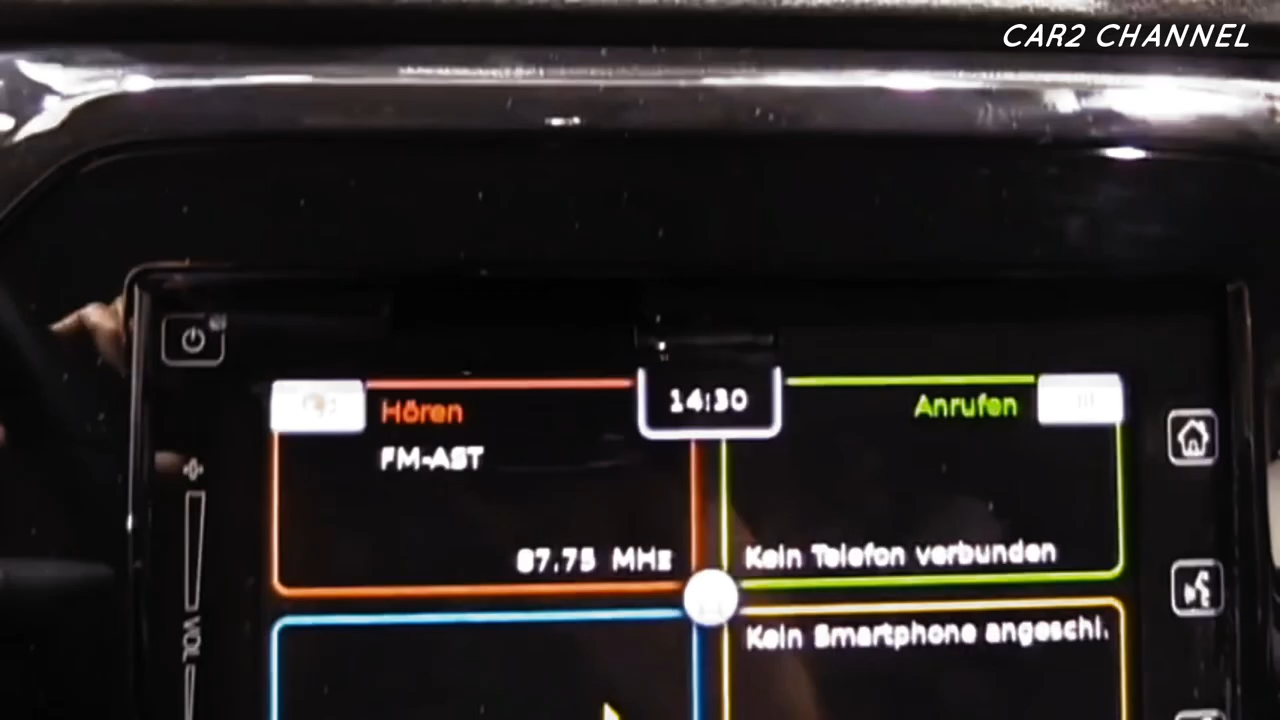 CAR2 CHANNEL
14:30
Hören
Anrufen
FM-AST
87.75 MHz
Kein Telefon verbunden
Kein Smartphone angeschl.
VOL